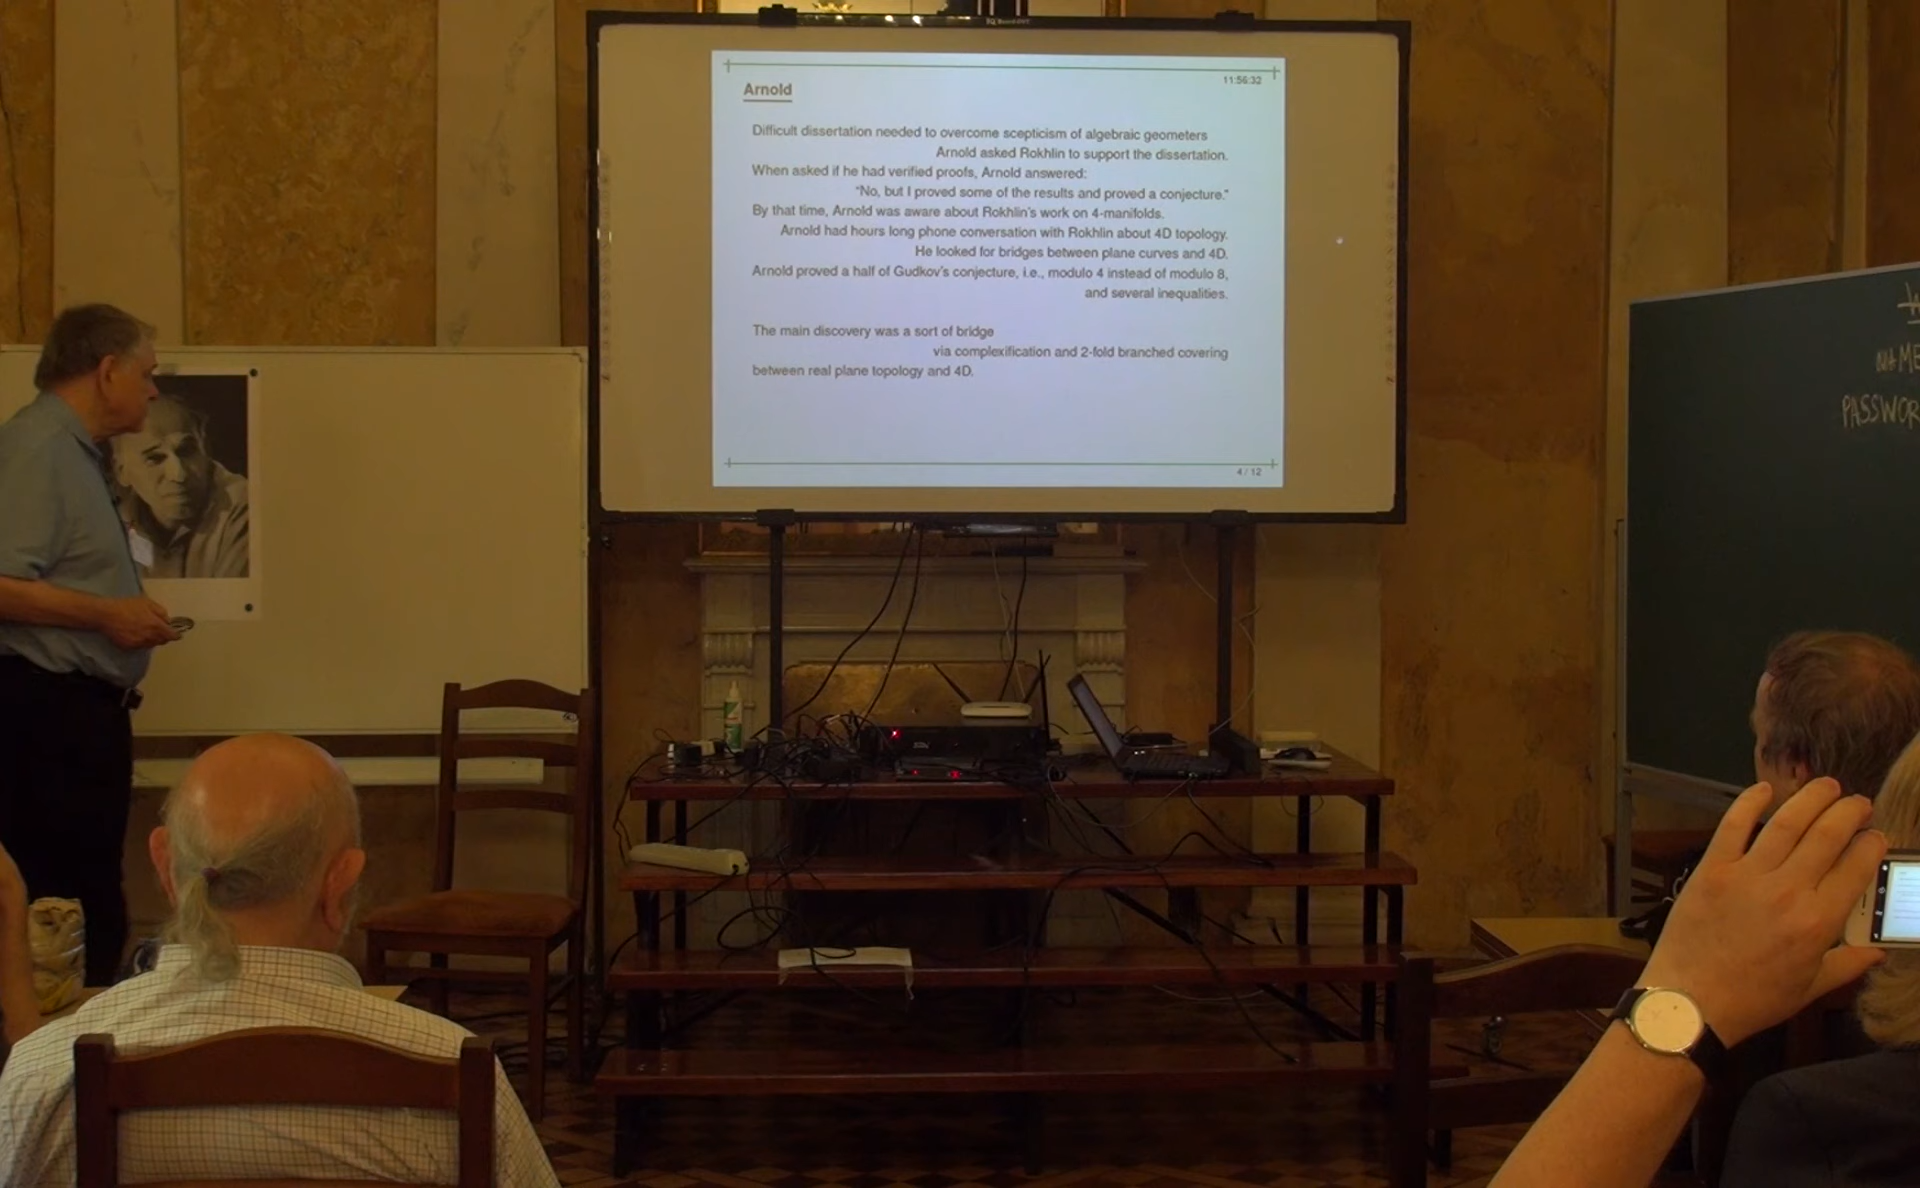 11:56:32
Arnold
Difficult dissertation needed to overcome scepticism of algebraic geometers
Arnold asked Rokhlin to support the dissertation.
When asked if he had verified proofs, Arnold answered:
"No, but I proved some of the results and proved a conjecture."
By that time, Arnold was aware about Rokhlin's work on 4-manifolds.
Arnold had hours long phone conversation with Rokhlin about 4D topology.
He looked for bridges between plane curves and 4D.
Arnold proved a half of Gudkov's conjecture, i.e., modulo 4 instead of modulo 8,
and several inequalities.
The main discovery was a sort of bridge
via complexification and 2-fold branched covering
between real plane topology and 4D.
4 / 12
PASSWOR